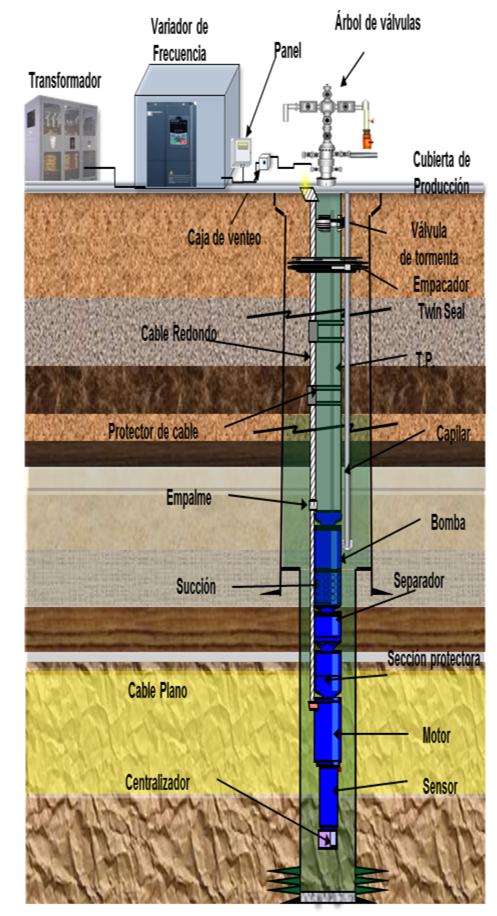 Árbol de válvulas
Variador de
Frecuencia
Panel
Transformador
Cubierta de
Producción
Caja de venteo
Válvula
de tormenta
Empacador
Twin Seal
Cable Redondo
T.P.
Protector de cable
Capilar
Empalme
Bomba
Succión
Separador
Sección protectora
Cable Plano
Motor
Centralizador
Sensor